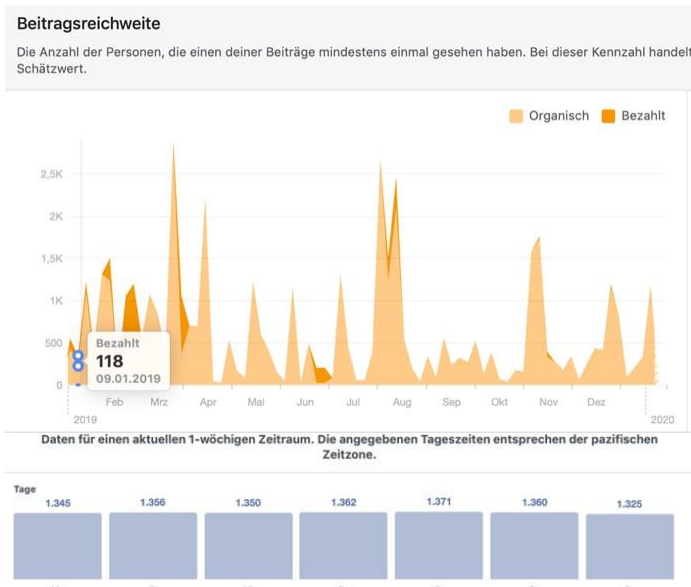 Beitragsreichweite
Die Anzahl der Personen, die einen deiner Beiträge mindestens einmal gesehen haben. Bei dieser Kennzahl handelt
Schätzwert.
Organisch Bezahlt
2,5K
2K
1,5K
1K
500
0
Bezahlt
118
09.01.2019
Feb Mrz Apr Mai Jun Jul Aug Sep Okt Nov Dez
2019 2020
Daten für einen aktuellen 1-wöchigen Zeitraum. Die angegebenen Tageszeiten entsprechen der pazifischen
Zeitzone.
Tage
1.345 1.356 1.350 1.362 1.371 1.360 1.325